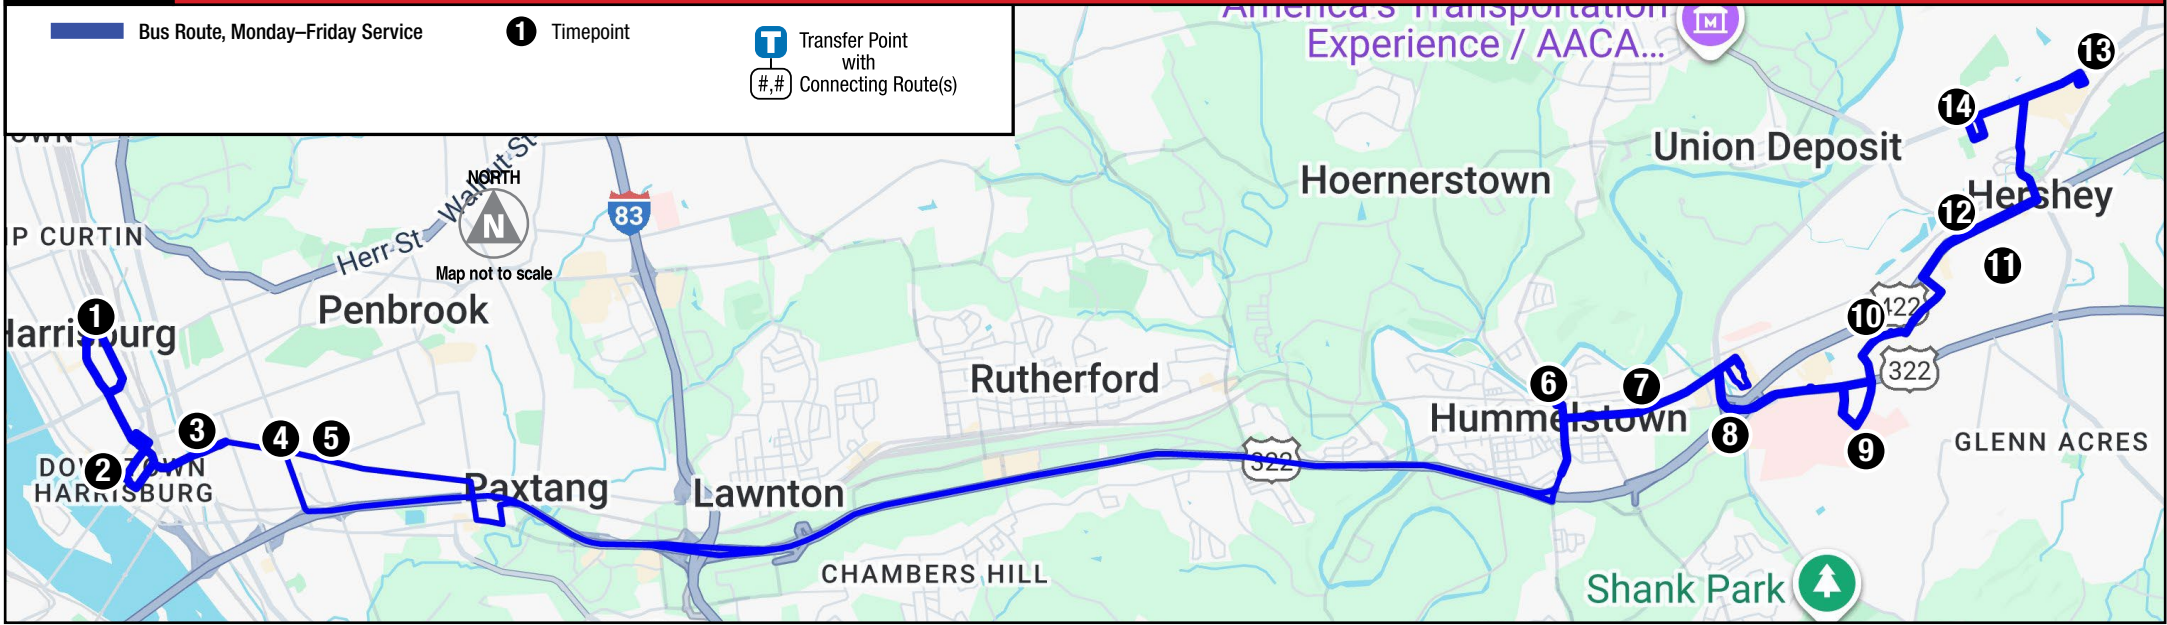 Bus Route, Monday–Friday Service
1
Timepoint
T
Transfer Point
with
#,#
Connecting Route(s)
America's Transportation
Experience / AACA...
M
13
14
Union Deposit
Hoernerstown
Hershey
12
11
Walnut St
NORTH
N
Map not to scale
Herr St
83
IP CURTIN
Penbrook
1
Harrisburg
422
10
322
Rutherford
6
7
Hummelstown
8
9
GLENN ACRES
3
4
5
2
DOWNTOWN
HARRISBURG
322
Paxtang
Lawnton
CHAMBERS HILL
Shank Park